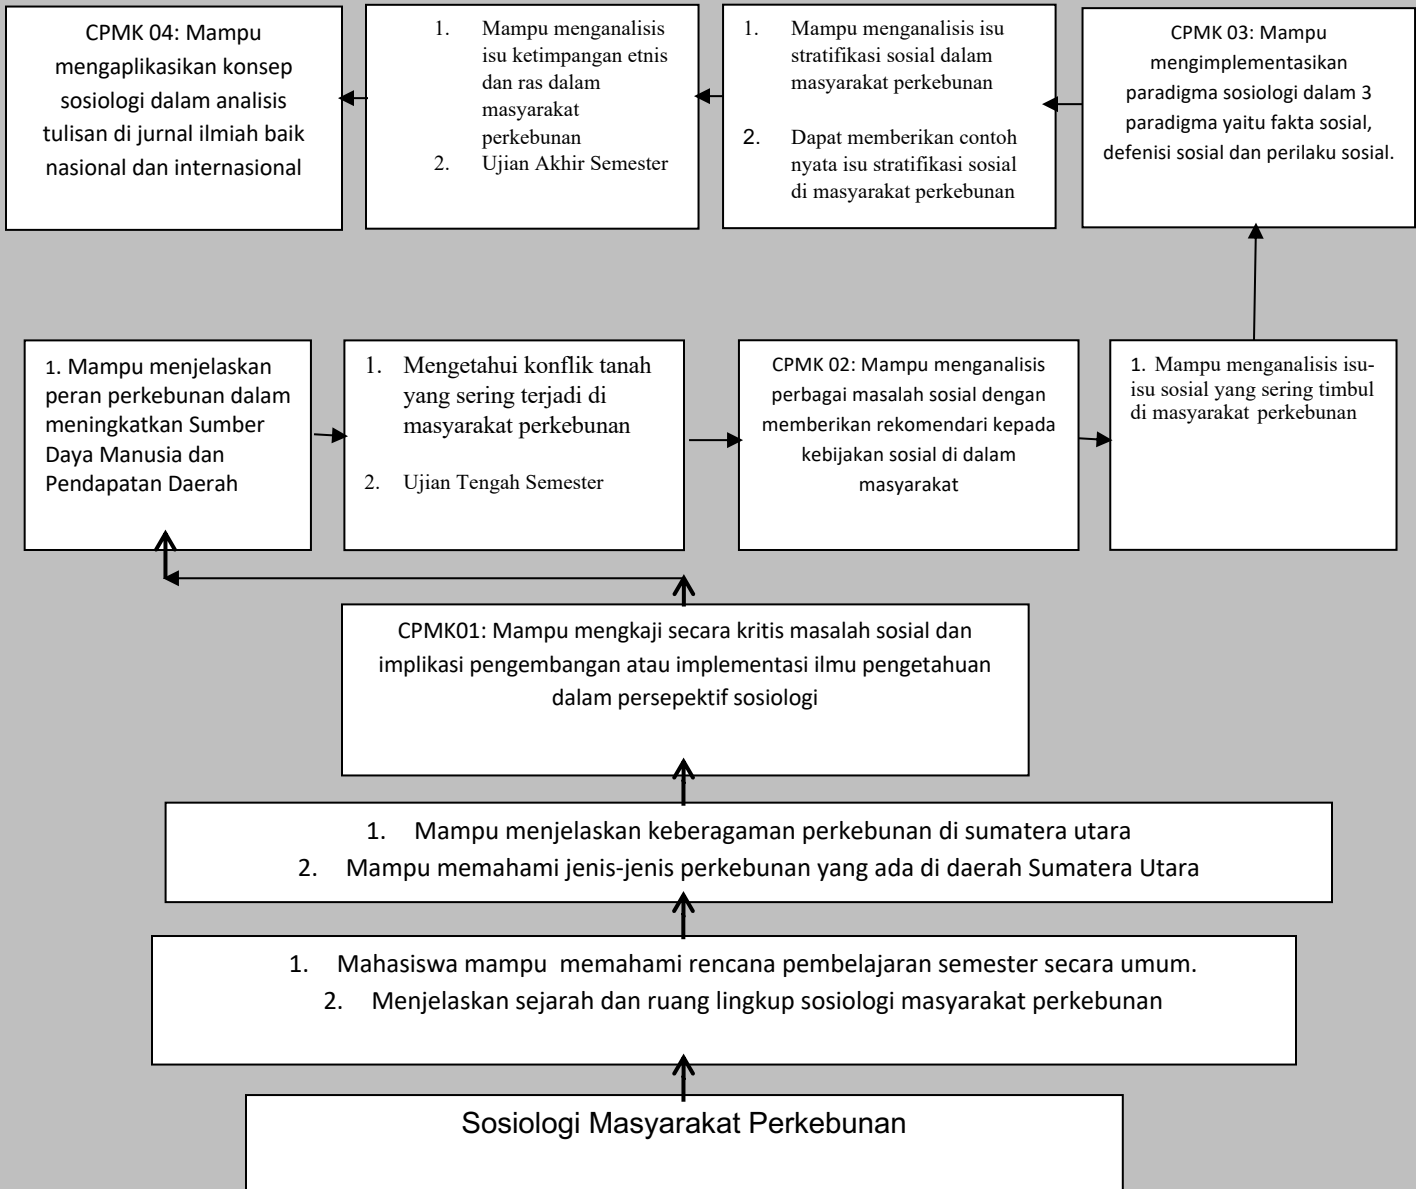 CPMK 04: Mampu
mengaplikasikan konsep
sosiologi dalam analisis
tulisan di jurnal ilmiah baik
nasional dan internasional
1. Mampu menganalisis
isu ketimpangan etnis
dan ras dalam
masyarakat
perkebunan
2. Ujian Akhir Semester
1. Mampu menganalisis isu
stratifikasi sosial dalam
masyarakat perkebunan
2. Dapat memberikan contoh
nyata isu stratifikasi sosial
di masyarakat perkebunan
CPMK 03: Mampu
mengimplementasikan
paradigma sosiologi dalam 3
paradigma yaitu fakta sosial,
defenisi sosial dan perilaku sosial.
1. Mampu menjelaskan
peran perkebunan dalam
meningkatkan Sumber
Daya Manusia dan
Pendapatan Daerah
1. Mengetahui konflik tanah
yang sering terjadi di
masyarakat perkebunan
2. Ujian Tengah Semester
CPMK 02: Mampu menganalisis
perbagai masalah sosial dengan
memberikan rekomendari kepada
kebijakan sosial di dalam
masyarakat
1. Mampu menganalisis isu-
isu sosial yang sering timbul
di masyarakat perkebunan
CPMK01: Mampu mengkaji secara kritis masalah sosial dan
implikasi pengembangan atau implementasi ilmu pengetahuan
dalam persepektif sosiologi
1. Mampu menjelaskan keberagaman perkebunan di sumatera utara
2. Mampu memahami jenis-jenis perkebunan yang ada di daerah Sumatera Utara
1. Mahasiswa mampu memahami rencana pembelajaran semester secara umum.
2. Menjelaskan sejarah dan ruang lingkup sosiologi masyarakat perkebunan
Sosiologi Masyarakat Perkebunan